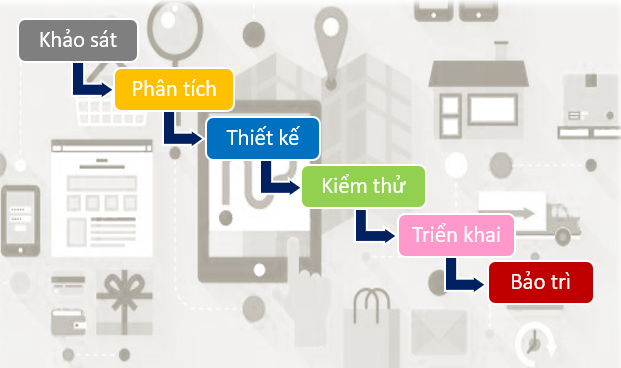 Khảo sát
Phân tích
Thiết kế
Kiểm thử
Triển khai
Bảo trì